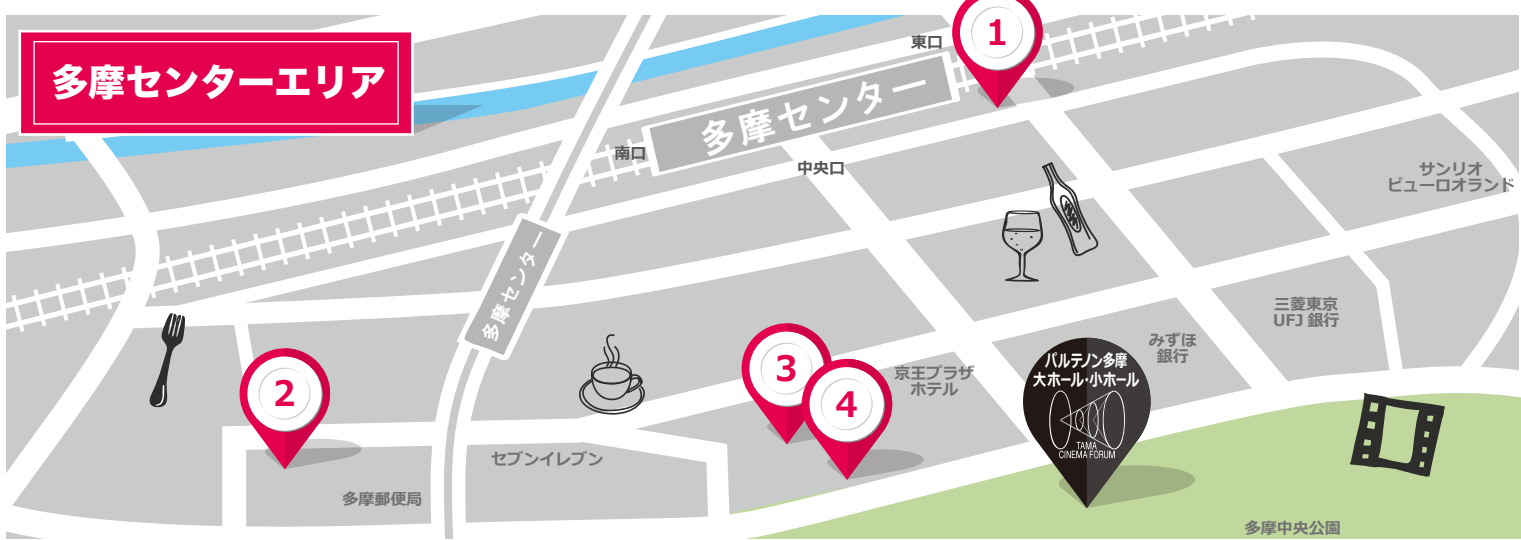 多摩センターエリア
東口
1
多摩センター
南口
中央口
サンリオ
ピューロオランド
多摩センター
三菱東京
UFJ 銀行
みずほ
銀行
パルテノン多摩
大ホール・小ホール
TAMA
CINEMA FORUM
京王プラザ
ホテル
3
4
2
セブンイレブン
多摩郵便局
多摩中央公園